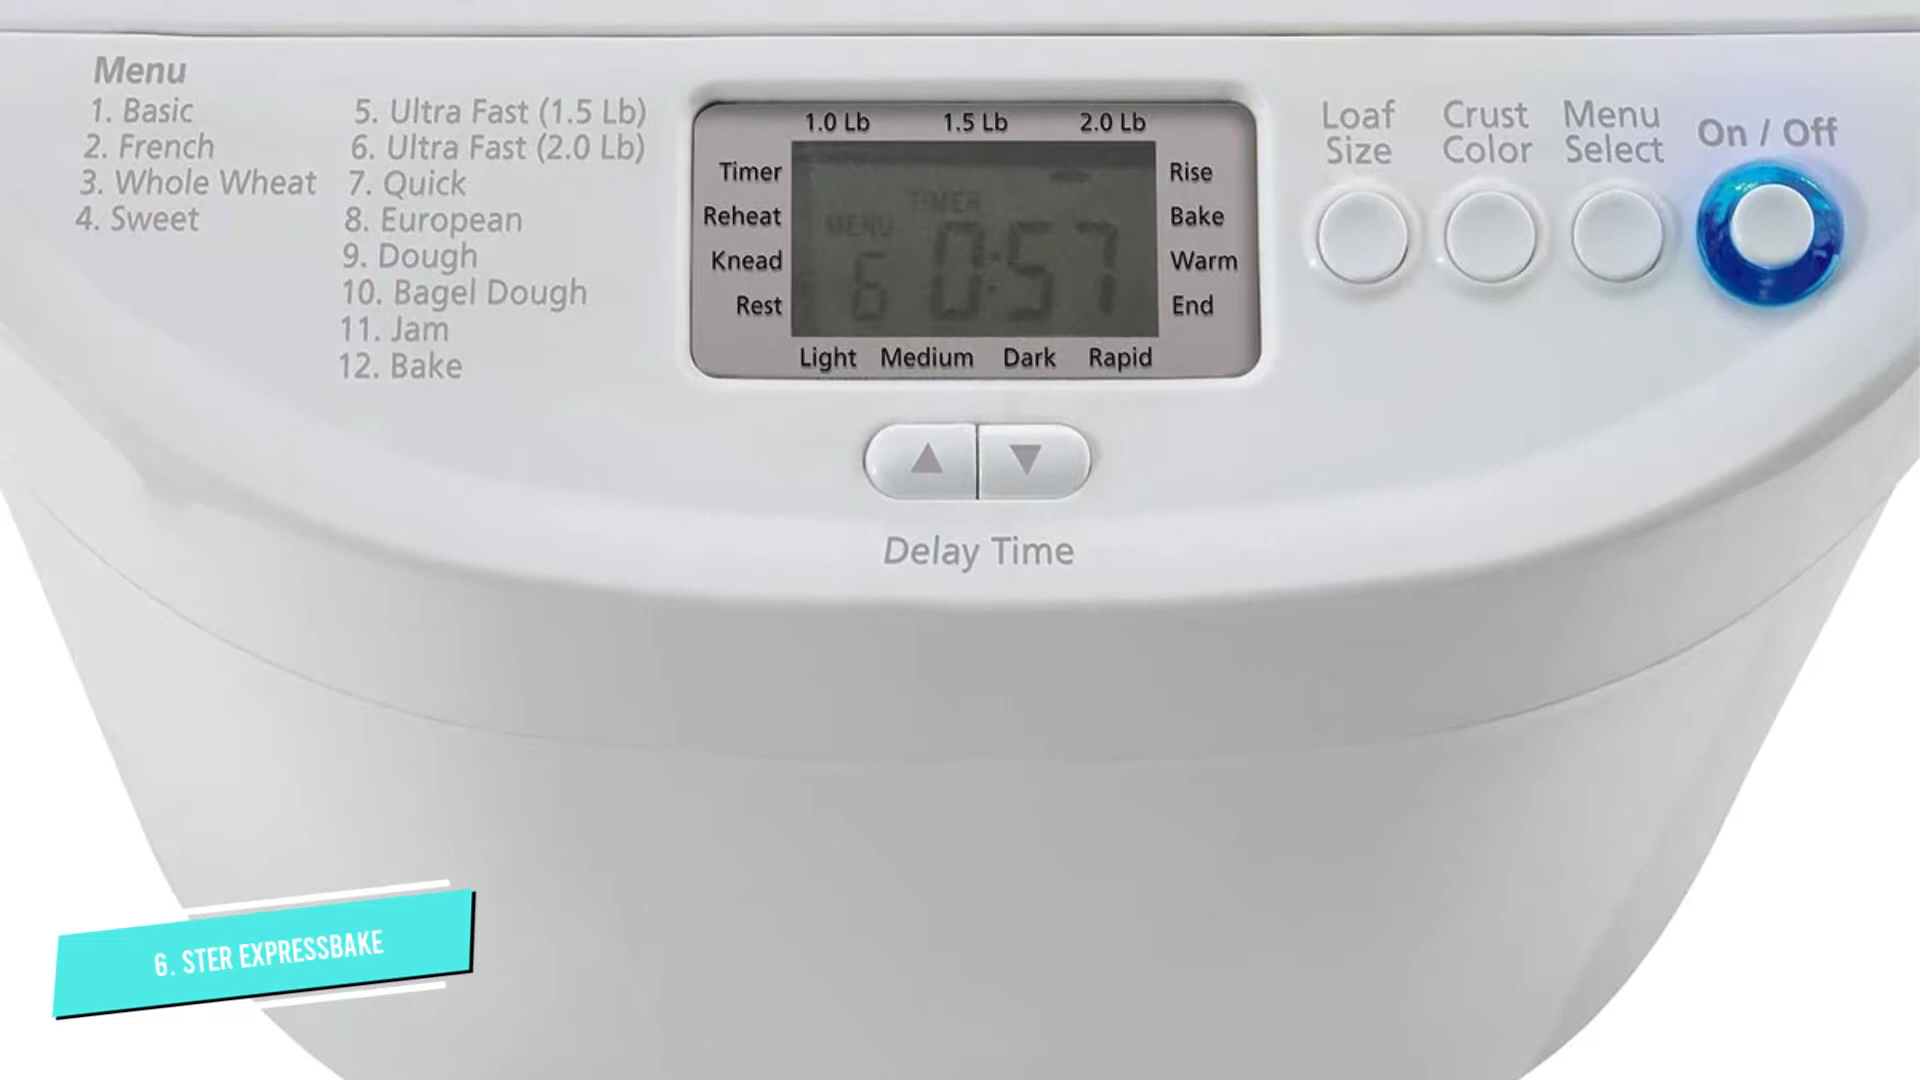 Menu
1. Basic
2. French
3. Whole Wheat
4. Sweet
5. Ultra Fast (1.5 Lb)
6. Ultra Fast (2.0 Lb)
7. Quick
8. European
9. Dough
10. Bagel Dough
11. Jam
12. Bake
1.0 Lb 1.5 Lb 2.0 Lb
Timer
Reheat
Knead
Rest
TIMER
MENU
6 0:57
Rise
Bake
Warm
End
Light Medium Dark Rapid
Loaf Size
Crust Color
Menu Select
On / Off
Delay Time
6. STER EXPRESSBAKE